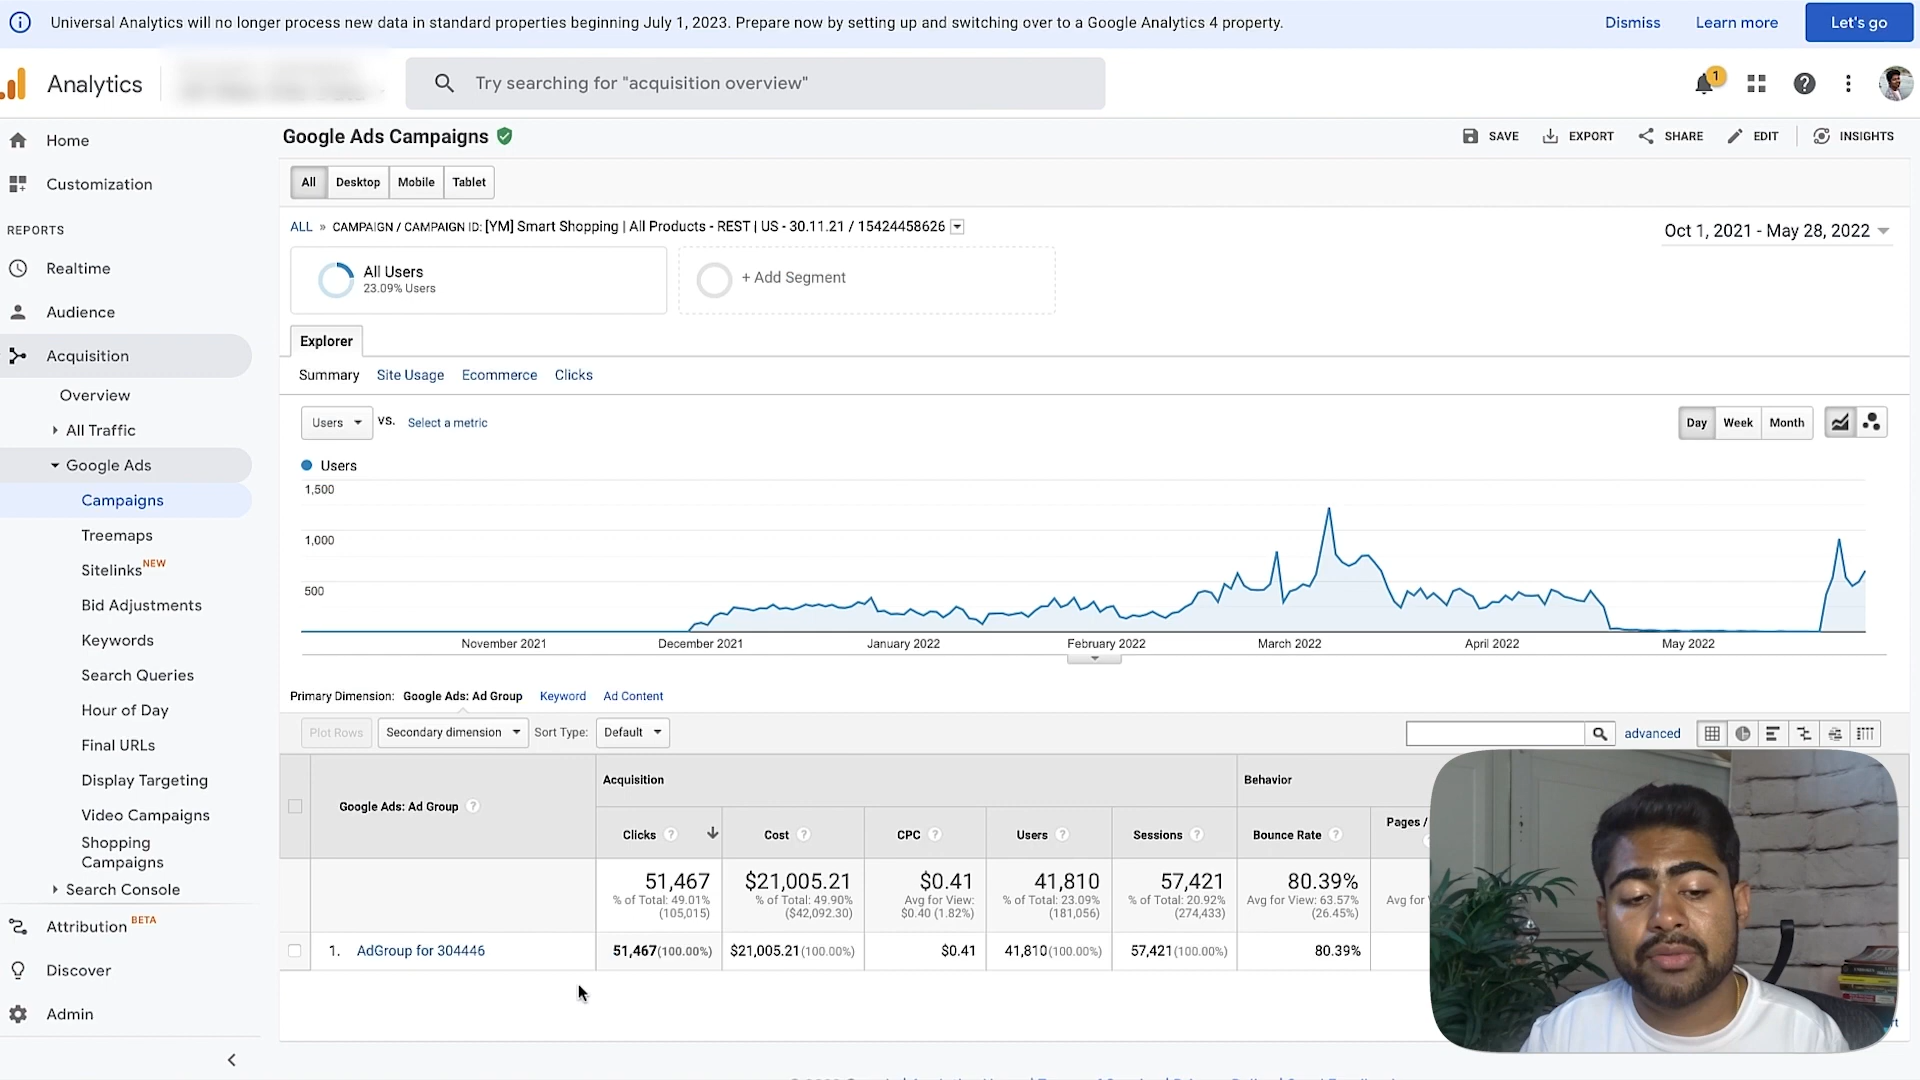 Universal Analytics will no longer process new data in standard properties beginning July 1, 2023. Prepare now by setting up and switching over to a Google Analytics 4 property.
Dismiss
Learn more
Let's go
Analytics
Try searching for "acquisition overview"
1
Home
Customization
REPORTS
Realtime
Audience
Acquisition
Overview
All Traffic
Google Ads
Campaigns
Treemaps
Sitelinks NEW
Bid Adjustments
Keywords
Search Queries
Hour of Day
Final URLs
Display Targeting
Video Campaigns
Shopping
Campaigns
Search Console
Attribution BETA
Discover
Admin
Google Ads Campaigns
SAVE
EXPORT
SHARE
EDIT
INSIGHTS
All
Desktop
Mobile
Tablet
ALL » CAMPAIGN / CAMPAIGN ID: [YM] Smart Shopping | All Products - REST | US - 30.11.21 / 15424458626
Oct 1, 2021 - May 28, 2022
All Users
23.09% Users
+ Add Segment
Explorer
Summary
Site Usage
Ecommerce
Clicks
Users
VS.
Select a metric
Day
Week
Month
Users
1,500
1,000
500
November 2021
December 2021
January 2022
February 2022
March 2022
April 2022
May 2022
Primary Dimension: Google Ads: Ad Group Keyword Ad Content
Plot Rows
Secondary dimension
Sort Type:
Default
advanced
Google Ads: Ad Group
Acquisition
Behavior
Clicks
Cost
CPC
Users
Sessions
Bounce Rate
Pages /
51,467
% of Total: 49.01%
(105,015)
$21,005.21
% of Total: 49.90%
($42,092.30)
$0.41
Avg for View:
$0.40 (1.82%)
41,810
% of Total: 23.09%
(181,056)
57,421
% of Total: 20.92%
(274,433)
80.39%
Avg for View: 63.57%
(26.45%)
Avg for
1. AdGroup for 304446
51,467(100.00%)
$21,005.21(100.00%)
$0.41
41,810(100.00%)
57,421(100.00%)
80.39%